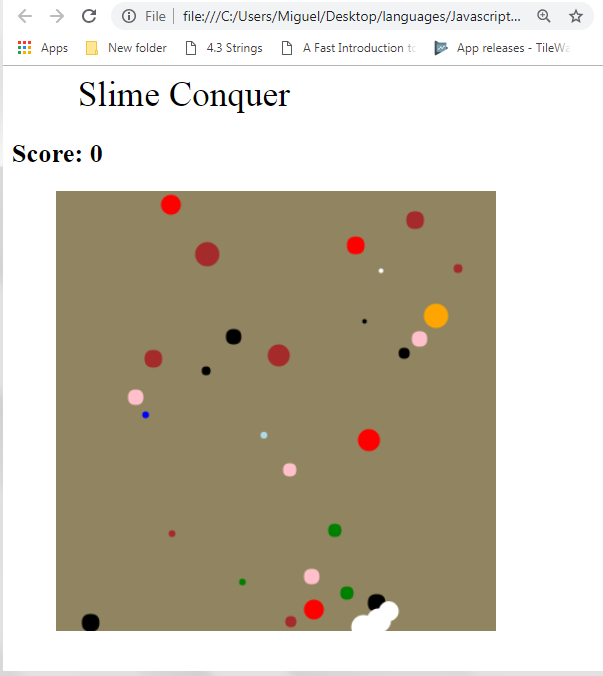 File file:///C:/Users/Miguel/Desktop/languages/Javascript...
Apps New folder 4.3 Strings A Fast Introduction to App releases - TileWa
Slime Conquer
Score: 0